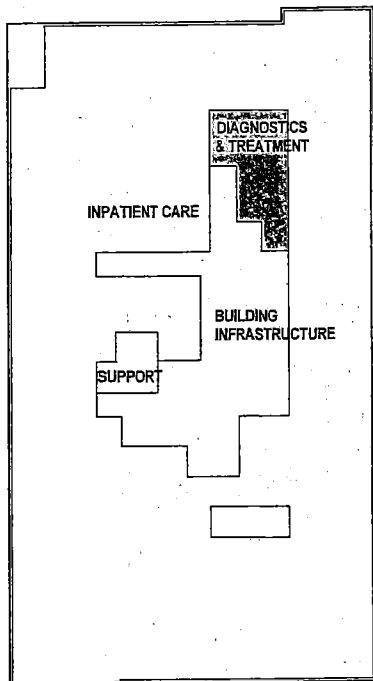 DIAGNOSTICS
& TREATMENT
INPATIENT CARE
BUILDING
INFRASTRUCTURE
SUPPORT